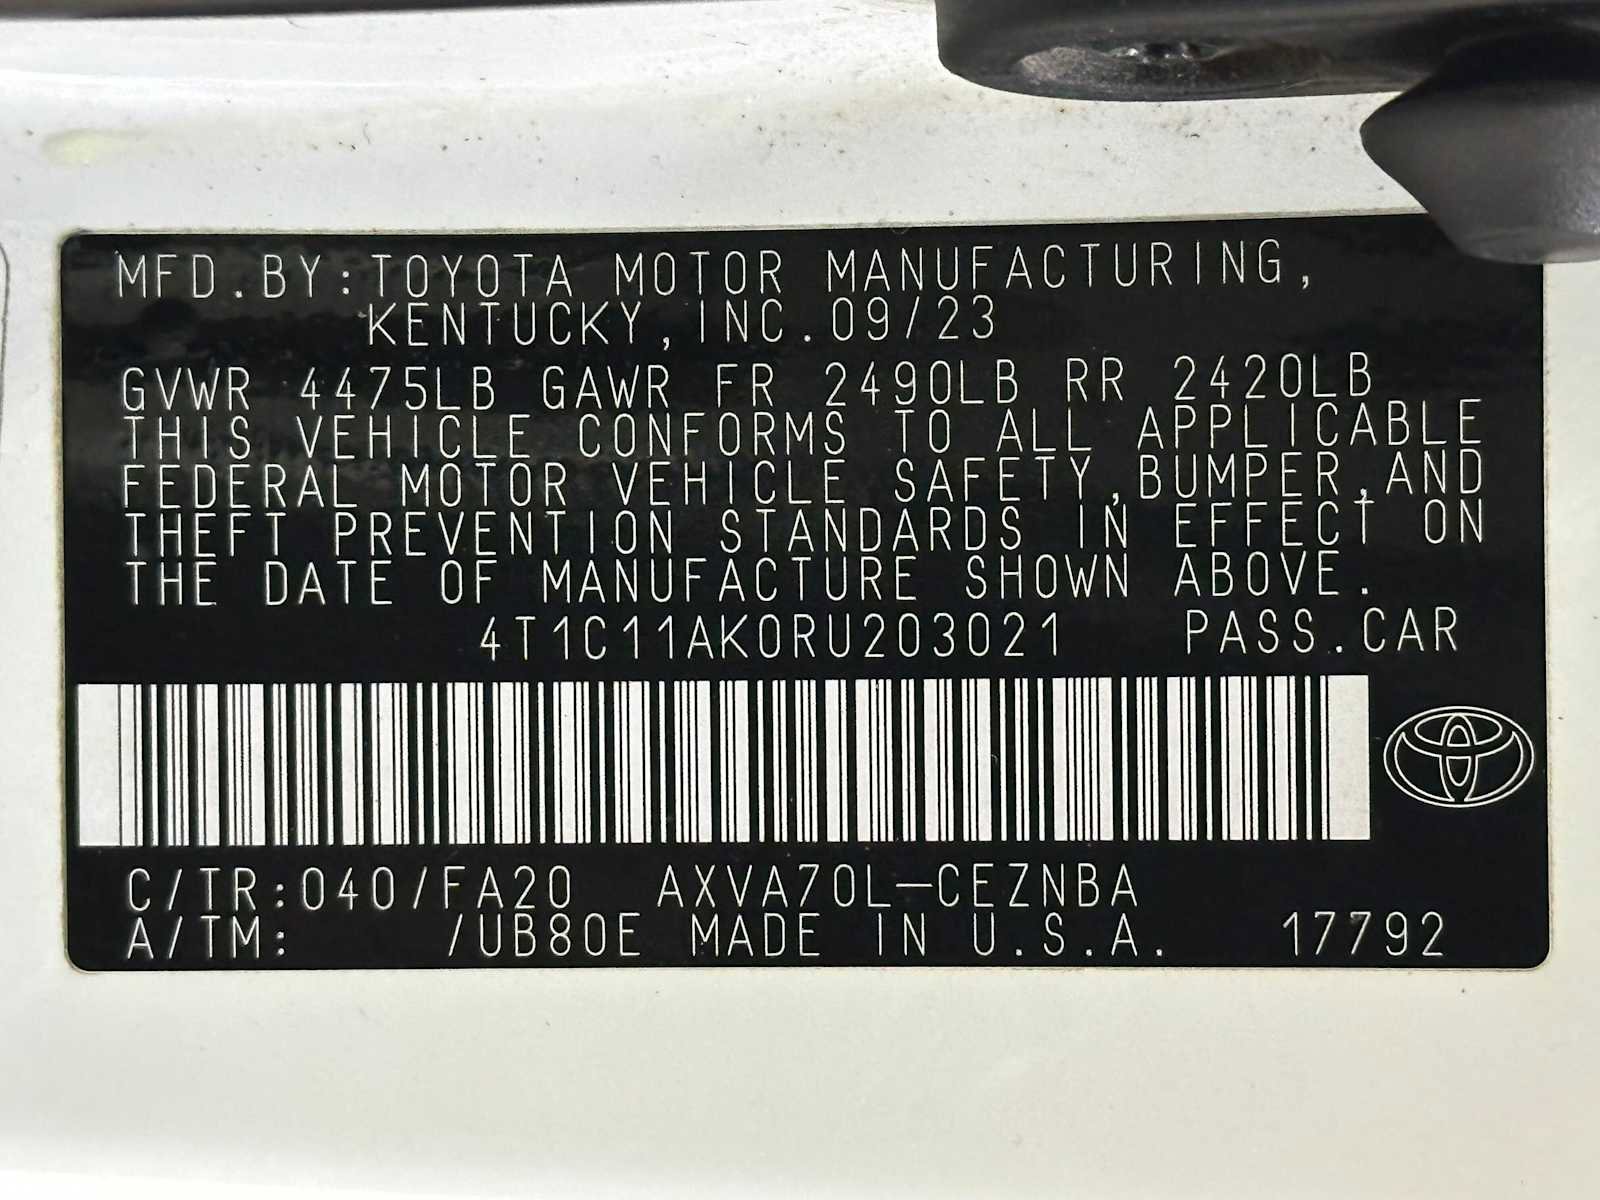 MFD.BY:TOYOTA MOTOR MANUFACTURING,
KENTUCKY,INC.09/23
GVWR 4475LB GAWR FR 2490LB RR 2420LB
THIS VEHICLE CONFORMS TO ALL APPLICABLE
FEDERAL MOTOR VEHICLE SAFETY,BUMPER,AND
THEFT PREVENTION STANDARDS IN EFFECT ON
THE DATE OF MANUFACTURE SHOWN ABOVE.
4T1C11AK0RU203021 PASS.CAR
C/TR:040/FA20 AXVA70L-CEZNBA
A/TM: /UB80E MADE IN U.S.A. 17792